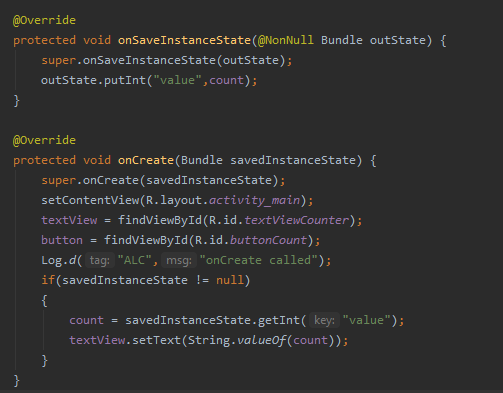 @Override
protected void onSaveInstanceState(@NonNull Bundle outState) {
super.onSaveInstanceState(outState);
outState.putInt("value",count);
}
@Override
protected void onCreate(Bundle savedInstanceState) {
super.onCreate(savedInstanceState);
setContentView(R.layout.activity_main);
textView = findViewById(R.id.textViewCounter);
button = findViewById(R.id.buttonCount);
Log.d( tag: "ALC", msg: "onCreate called");
if(savedInstanceState != null)
{
count = savedInstanceState.getInt( key: "value");
textView.setText(String.valueOf(count));
}
}